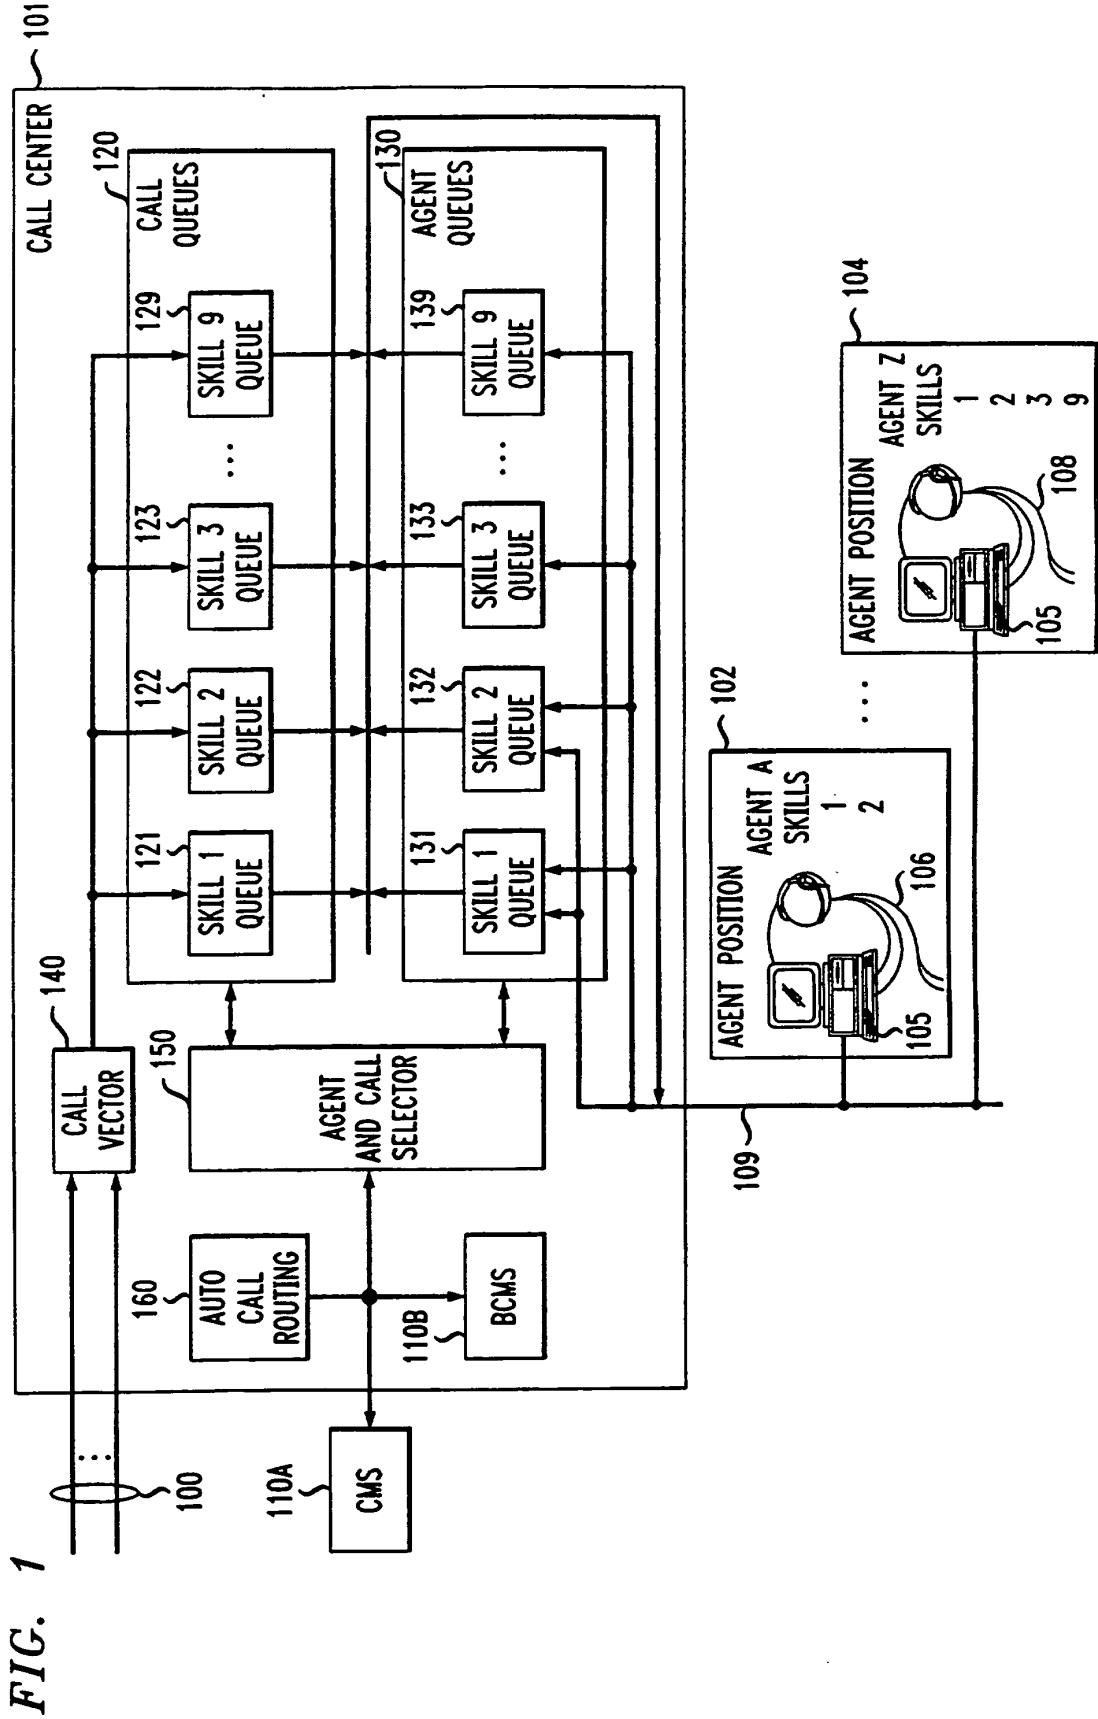 FIG. 1
101
CALL CENTER
100
...
140
CALL
VECTOR
120
CALL
QUEUES
121
SKILL 1
QUEUE
122
SKILL 2
QUEUE
123
SKILL 3
QUEUE
...
129
SKILL 9
QUEUE
130
AGENT
QUEUES
131
SKILL 1
QUEUE
132
SKILL 2
QUEUE
133
SKILL 3
QUEUE
...
139
SKILL 9
QUEUE
150
AGENT
AND CALL
SELECTOR
160
AUTO
CALL
ROUTING
110A
CMS
110B
BCMS
109
102
AGENT POSITION
AGENT A
SKILLS
1
2
105
106
...
104
AGENT POSITION
AGENT Z
SKILLS
1
2
3
9
105
108